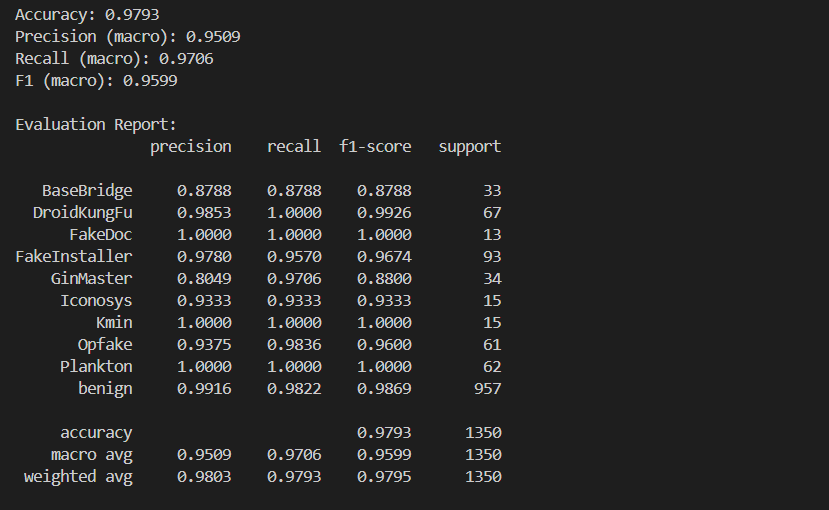 Accuracy: 0.9793
Precision (macro): 0.9509
Recall (macro): 0.9706
F1 (macro): 0.9599
Evaluation Report:
precision recall f1-score support
BaseBridge 0.8788 0.8788 0.8788 33
DroidKungFu 0.9853 1.0000 0.9926 67
FakeDoc 1.0000 1.0000 1.0000 13
FakeInstaller 0.9780 0.9570 0.9674 93
GinMaster 0.8049 0.9706 0.8800 34
Iconosys 0.9333 0.9333 0.9333 15
Kmin 1.0000 1.0000 1.0000 15
Opfake 0.9375 0.9836 0.9600 61
Plankton 1.0000 1.0000 1.0000 62
benign 0.9916 0.9822 0.9869 957
accuracy 0.9793 1350
macro avg 0.9509 0.9706 0.9599 1350
weighted avg 0.9803 0.9793 0.9795 1350